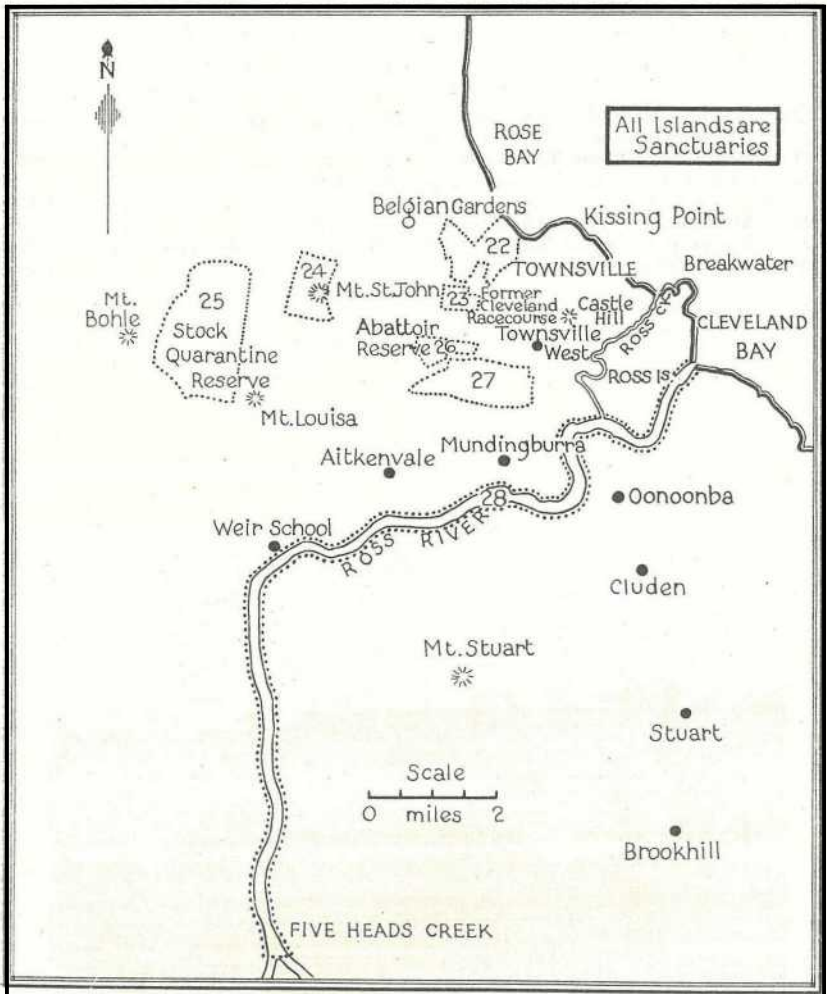 N
ROSE
BAY
All Islands are
Sanctuaries
Belgian Gardens
Kissing Point
22
TOWNSVILLE
Breakwater
24
Mt. St. John
23
Former
Cleveland
Racecourse
Castle
Hill
ROSS CK.
CLEVELAND
BAY
Mt.
Bohle
25
Stock
Quarantine
Reserve
Abattoir
Reserve
26
Townsville
West
27
ROSS IS.
Mt. Louisa
Aitkenvale
Mundingburra
28
Oonoonba
Weir School
ROSS RIVER
Cluden
Mt. Stuart
Stuart
Scale
0 miles 2
Brookhill
FIVE HEADS CREEK